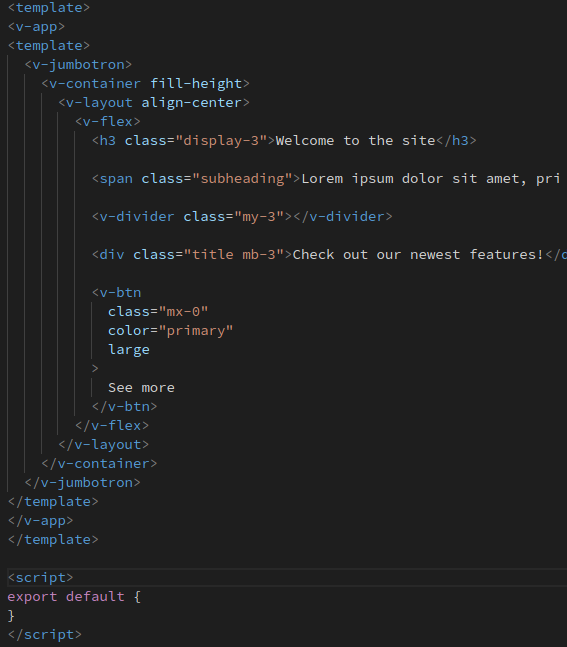 <template>
<v-app>
<template>
<v-jumbotron>
<v-container fill-height>
<v-layout align-center>
<v-flex>
<h3 class="display-3">Welcome to the site</h3>
<span class="subheading">Lorem ipsum dolor sit amet, pri
<v-divider class="my-3"></v-divider>
<div class="title mb-3">Check out our newest features!</
<v-btn
class="mx-0"
color="primary"
large
>
See more
</v-btn>
</v-flex>
</v-layout>
</v-container>
</v-jumbotron>
</template>
</v-app>
</template>
<script>
export default {
}
</script>